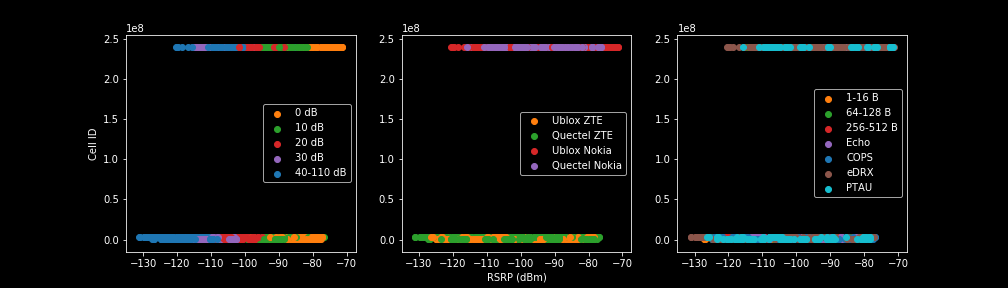 1e8
2.5
2.0
1.5
1.0
0.5
0.0
Cell ID
−130 −120 −110 −100 −90 −80 −70
0 dB
10 dB
20 dB
30 dB
40-110 dB
1e8
2.5
2.0
1.5
1.0
0.5
0.0
−130 −120 −110 −100 −90 −80 −70
RSRP (dBm)
Ublox ZTE
Quectel ZTE
Ublox Nokia
Quectel Nokia
1e8
2.5
2.0
1.5
1.0
0.5
0.0
−130 −120 −110 −100 −90 −80 −70
1-16 B
64-128 B
256-512 B
Echo
COPS
eDRX
PTAU